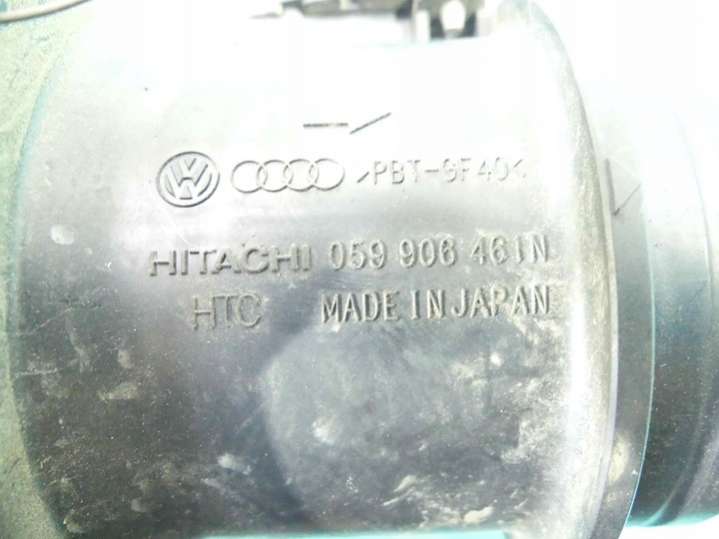 >PBT-GF40<
HITACHI 059 906 461N
HTC MADE IN JAPAN